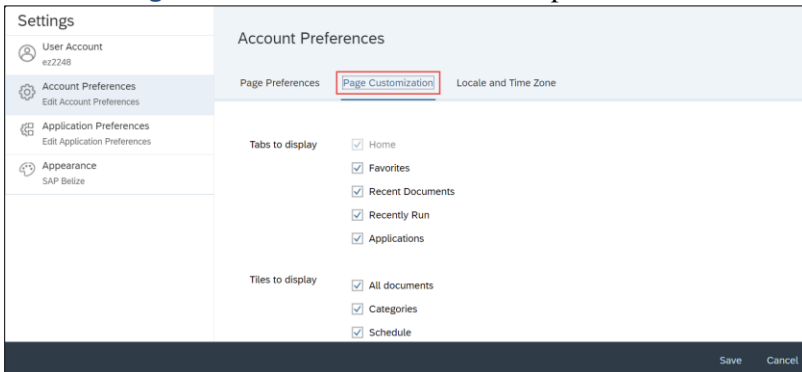 Settings
User Account
ez2248
Account Preferences
Edit Account Preferences
Application Preferences
Edit Application Preferences
Appearance
SAP Belize
Account Preferences
Page Preferences Page Customization Locale and Time Zone
Tabs to display
Home
Favorites
Recent Documents
Recently Run
Applications
Tiles to display
All documents
Categories
Schedule
Save Cancel